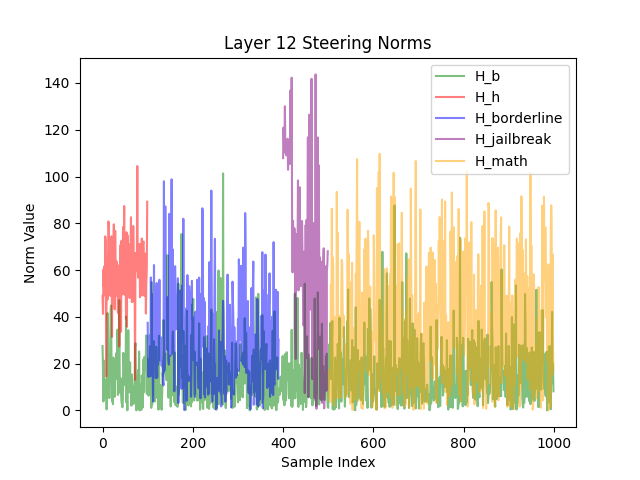 Layer 12 Steering Norms
140
120
100
80
60
40
20
0
Norm Value
H_b
H_h
H_borderline
H_jailbreak
H_math
0
200
400
600
800
1000
Sample Index